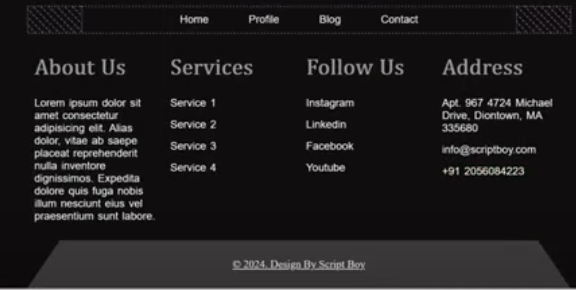 Home Profile Blog Contact
About Us
Lorem ipsum dolor sit
amet consectetur
adipisicing elit. Alias
dolor, vitae ab saepe
placeat reprehenderit
nulla inventore
dignissimos. Expedita
dolore quis fuga nobis
illum nesciunt eius vel
praesentium sunt labore.
Services
Service 1
Service 2
Service 3
Service 4
Follow Us
Instagram
Linkedin
Facebook
Youtube
Address
Apt. 967 4724 Michael
Drive, Diontown, MA
335680
info@scriptboy.com
+91 2056084223
© 2024. Design By Script Boy